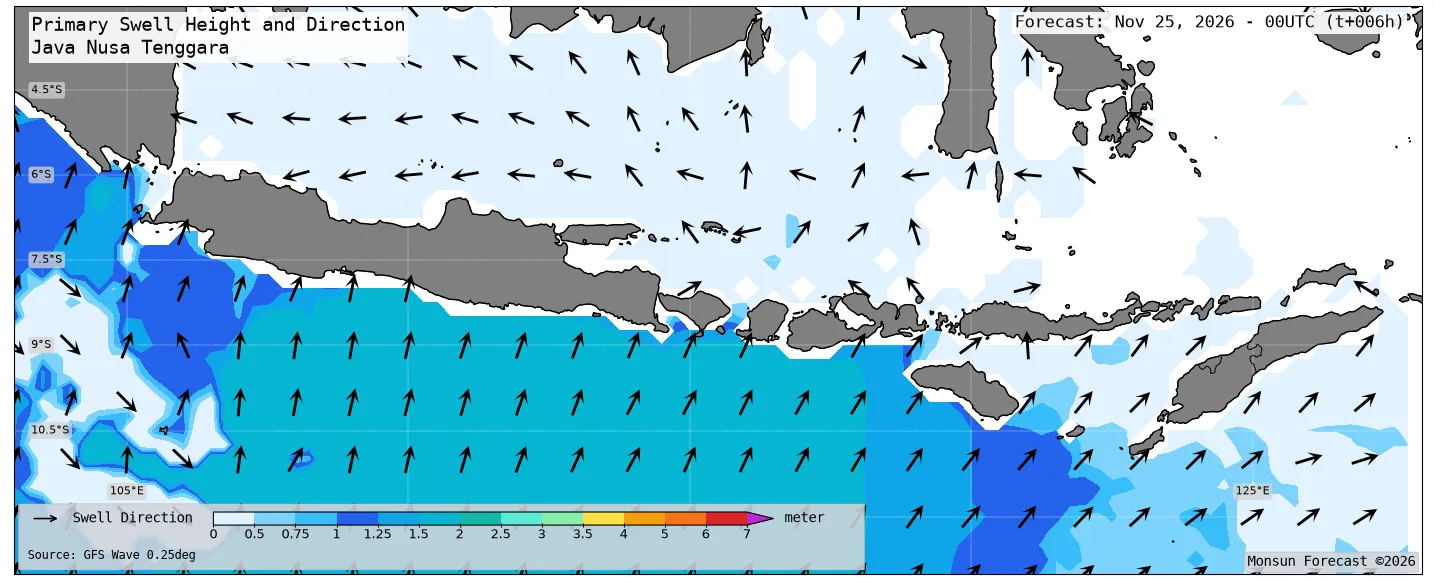 Primary Swell Height and Direction
Java Nusa Tenggara
Forecast: Nov 25, 2026 - 00UTC (t+006h)
4.5°S
6°S
7.5°S
9°S
10.5°S
105°E
125°E
Swell Direction
0 0.5 0.75 1 1.25 1.5 2 2.5 3 3.5 4 5 6 7
meter
Source: GFS Wave 0.25deg
Monsun Forecast ©2026